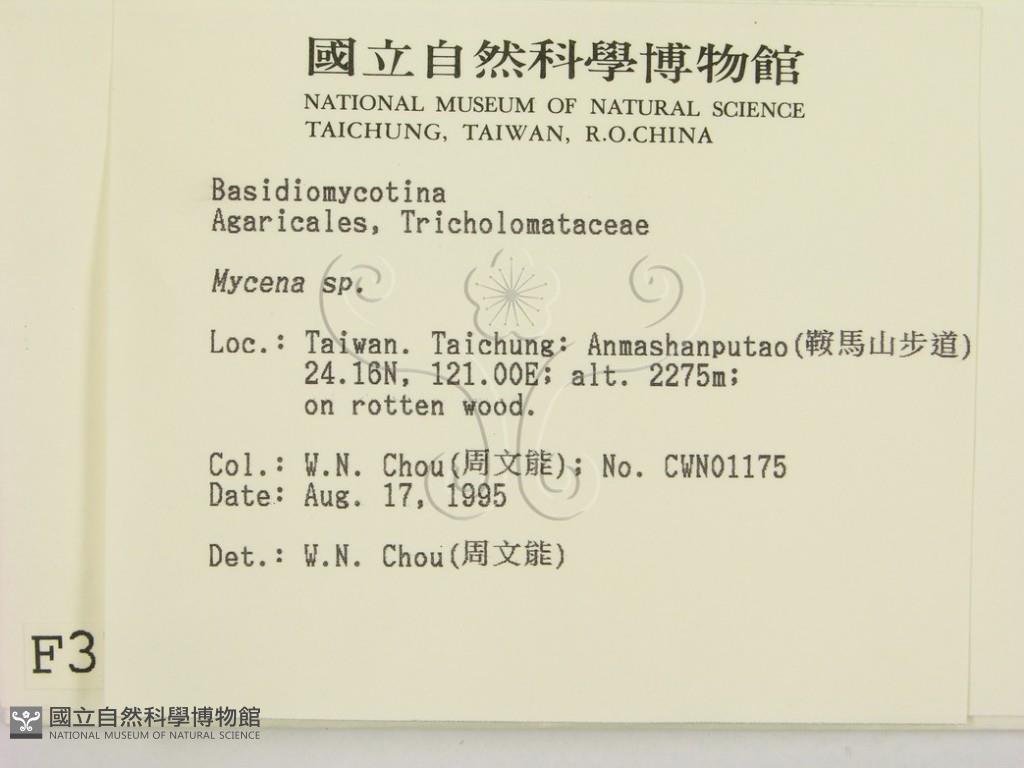 國立自然科學博物館
NATIONAL MUSEUM OF NATURAL SCIENCE
TAICHUNG, TAIWAN, R.O.CHINA
Basidiomycotina
Agaricales, Tricholomataceae
Mycena sp.
Loc.: Taiwan. Taichung: Anmashanputao(鞍馬山步道)
24.16N, 121.00E; alt. 2275m;
on rotten wood.
Col.: W.N. Chou(周文能); No. CWN01175
Date: Aug. 17, 1995
Det.: W.N. Chou(周文能)
F3
國立自然科學博物館
NATIONAL MUSEUM OF NATURAL SCIENCE